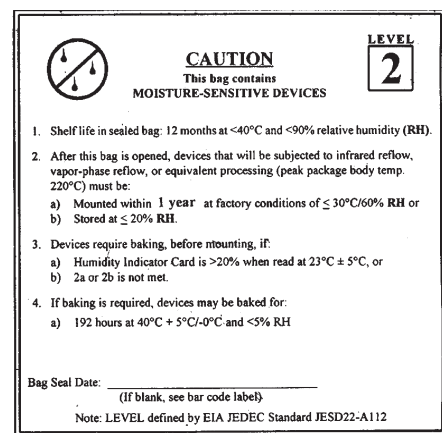 LEVEL
2
CAUTION
This bag contains
MOISTURE-SENSITIVE DEVICES
1. Shelf life in sealed bag: 12 months at <40°C and <90% relative humidity (RH).
2. After this bag is opened, devices that will be subjected to infrared reflow,
vapor-phase reflow, or equivalent processing (peak package body temp.
220°C) must be:
a) Mounted within 1 year at factory conditions of ≤ 30°C/60% RH or
b) Stored at ≤ 20% RH.
3. Devices require baking, before mounting, if:
a) Humidity Indicator Card is >20% when read at 23°C ± 5°C, or
b) 2a or 2b is not met.
4. If baking is required, devices may be baked for:
a) 192 hours at 40°C + 5°C/-0°C and <5% RH
Bag Seal Date: ____________________
(If blank, see bar code label)
Note: LEVEL defined by EIA JEDEC Standard JESD22-A112